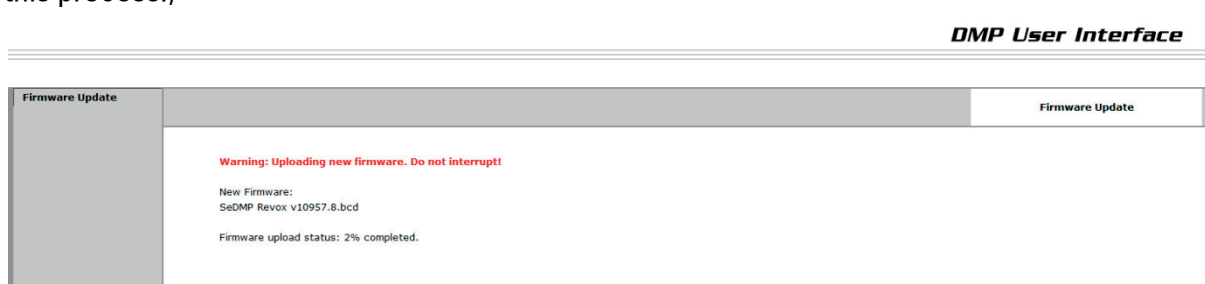 DMP User Interface
Firmware Update
Firmware Update
Warning: Uploading new firmware. Do not interrupt!
New Firmware:
SeDMP Revox v10957.8.bcd
Firmware upload status: 2% completed.